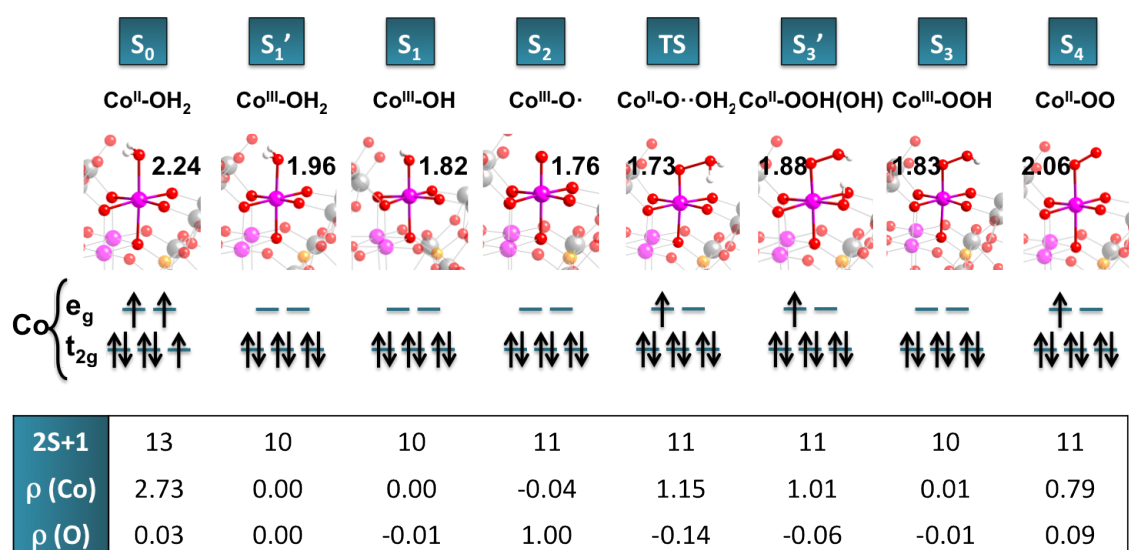 S₀ S₁’ S₁ S₂ TS S₃’ S₃ S₄
Coᴵᴵ-OH₂ Coᴵᴵᴵ-OH₂ Coᴵᴵᴵ-OH Coᴵᴵᴵ-O· Coᴵᴵ-O··OH₂ Coᴵᴵ-OOH(OH) Coᴵᴵᴵ-OOH Coᴵᴵ-OO
2.24 1.96 1.82 1.76 1.73 1.88 1.83 2.06
Co
e_g
t₂g
2S+1 13 10 10 11 11 11 10 11
ρ (Co) 2.73 0.00 0.00 -0.04 1.15 1.01 0.01 0.79
ρ (O) 0.03 0.00 -0.01 1.00 -0.14 -0.06 -0.01 0.09